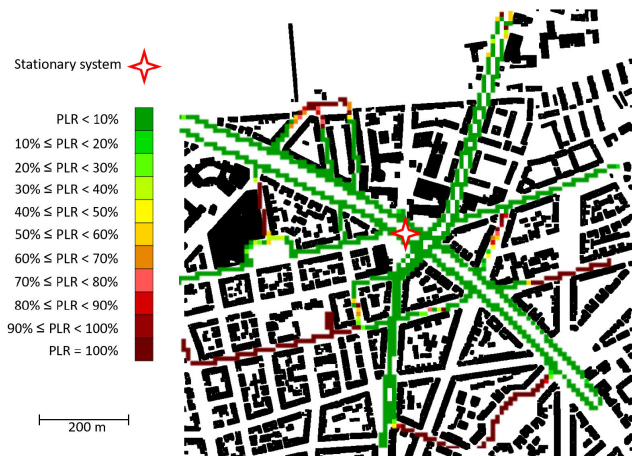 Stationary system
PLR < 10%
10% ≤ PLR < 20%
20% ≤ PLR < 30%
30% ≤ PLR < 40%
40% ≤ PLR < 50%
50% ≤ PLR < 60%
60% ≤ PLR < 70%
70% ≤ PLR < 80%
80% ≤ PLR < 90%
90% ≤ PLR < 100%
PLR = 100%
200 m